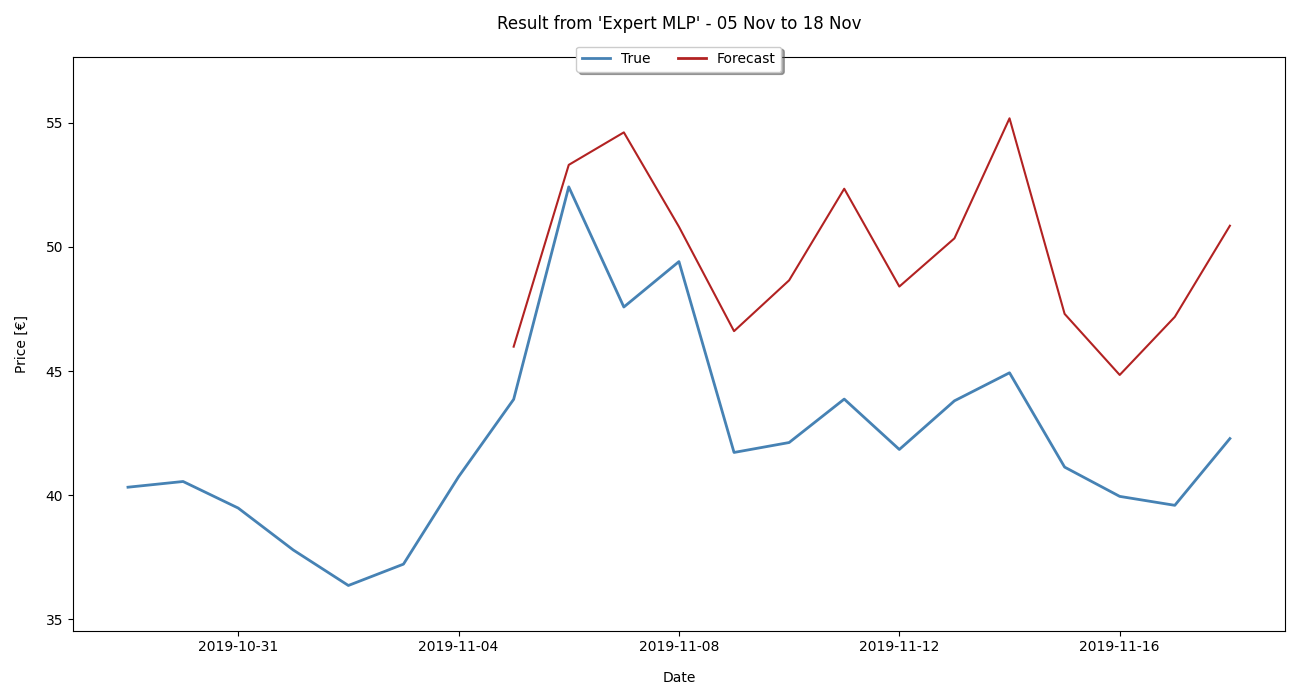 Result from 'Expert MLP' - 05 Nov to 18 Nov
True Forecast
55
50
45
40
35
Price [€]
2019-10-31 2019-11-04 2019-11-08 2019-11-12 2019-11-16
Date